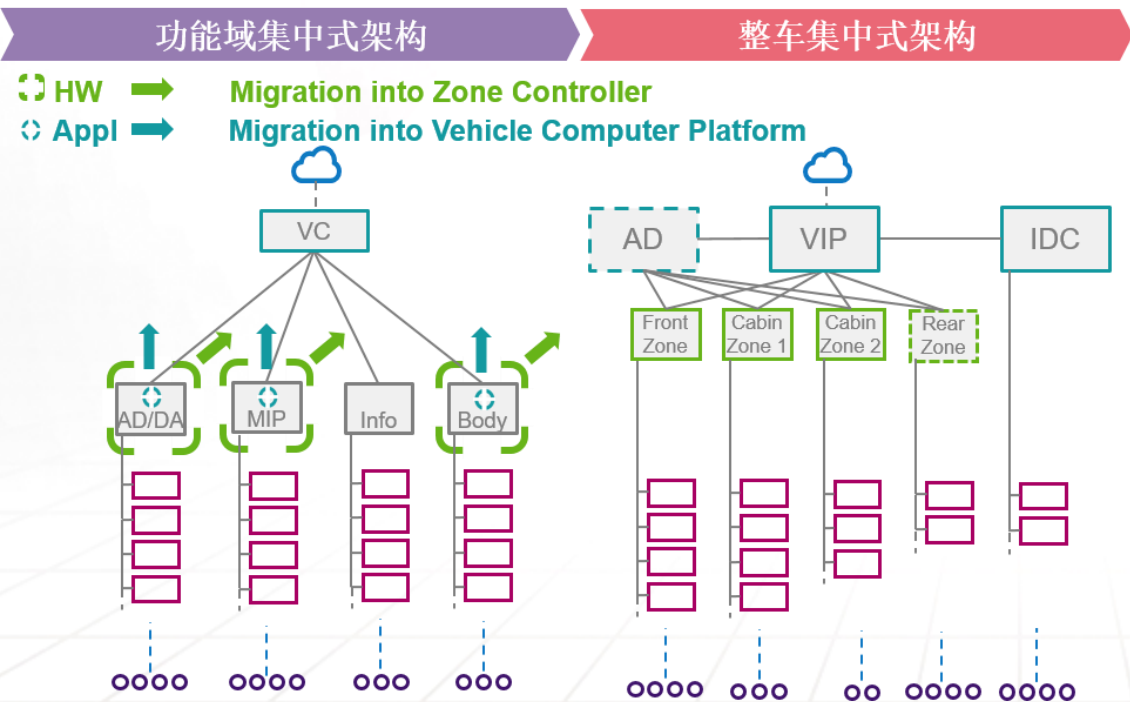 功能域集中式架构
整车集中式架构
HW
Migration into Zone Controller
Appl
Migration into Vehicle Computer Platform
VC
AD/DA
MIP
Info
Body
AD
VIP
IDC
Front
Zone
Cabin
Zone 1
Cabin
Zone 2
Rear
Zone